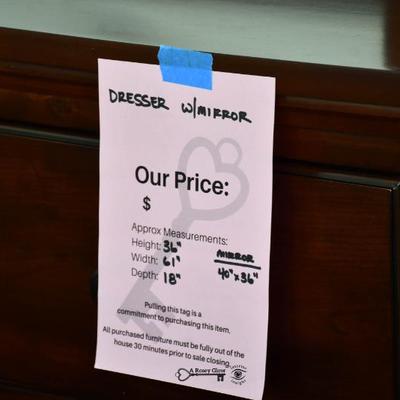 DRESSER W/MIRROR
Our Price:
$
Approx Measurements:
Height: 36"
Width: 61"
Depth: 18"
MIRROR
40"x36"
Pulling this tag is a
commitment to purchasing this item.
All purchased furniture must be fully out of the
house 30 minutes prior to sale closing.
A Rosey Glow